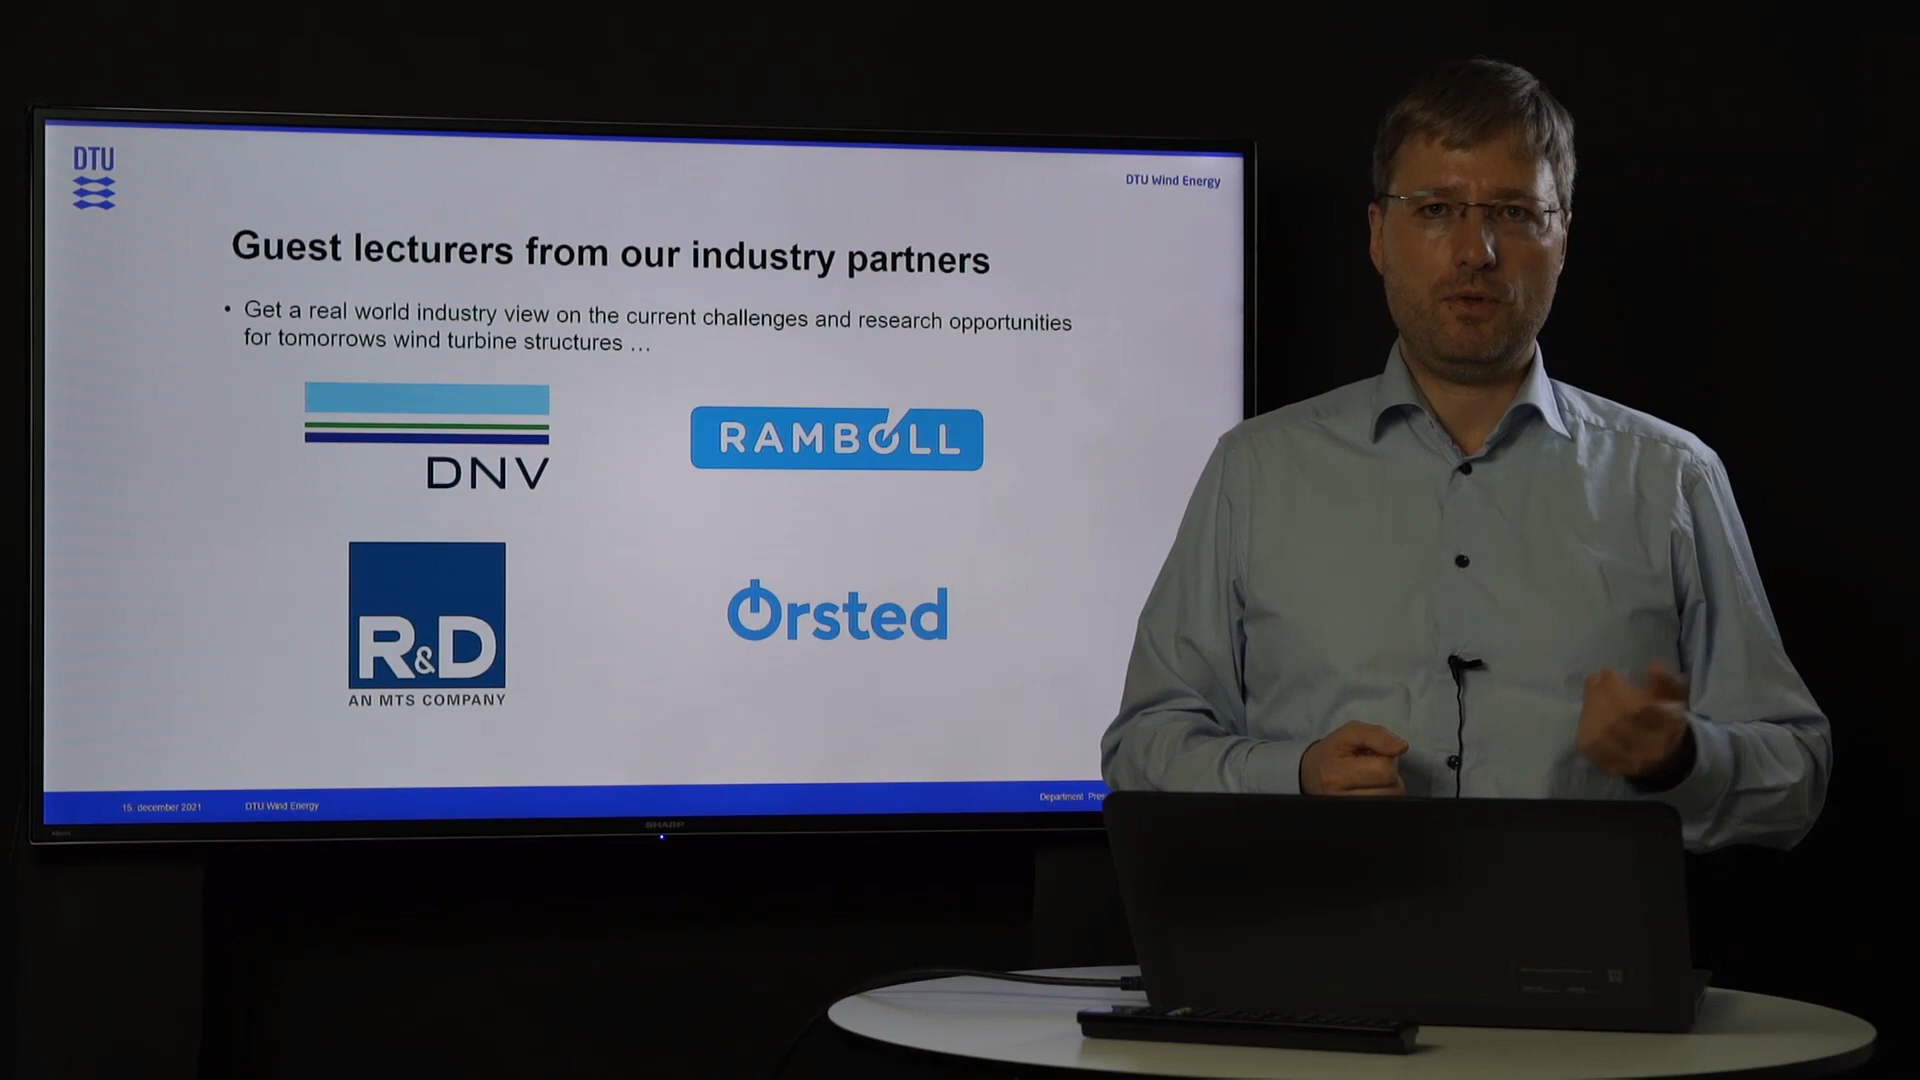 DTU
DTU Wind Energy
Guest lecturers from our industry partners
• Get a real world industry view on the current challenges and research opportunities
for tomorrows wind turbine structures …
DNV
RAMBOLL
R&D
AN MTS COMPANY
Ørsted
15. december 2021
DTU Wind Energy
Department
SHARP